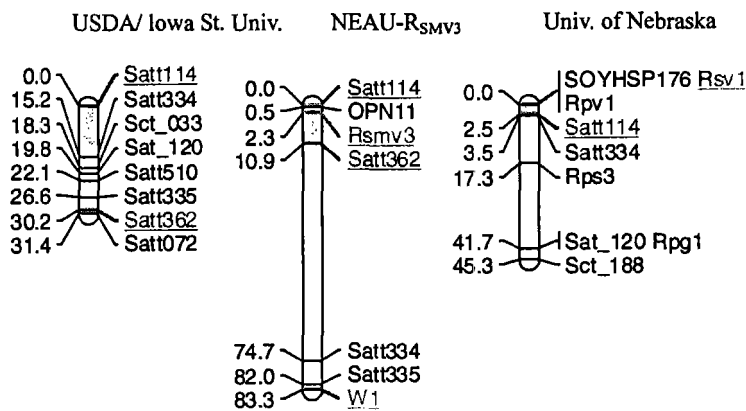 USDA/ Iowa St. Univ.
0.0 Satt114
15.2 Satt334
18.3 Sct_033
19.8 Sat_120
22.1 Satt510
26.6 Satt335
30.2 Satt362
31.4 Satt072
NEAU-RSMV3
0.0 Satt114
0.5 OPN11
2.3 Rsmv3
10.9 Satt362
74.7 Satt334
82.0 Satt335
83.3 W1
Univ. of Nebraska
0.0 SOYHSP176 Rsv1
Rpv1
2.5 Satt114
3.5 Satt334
17.3 Rps3
41.7 Sat_120 Rpg1
45.3 Sct_188